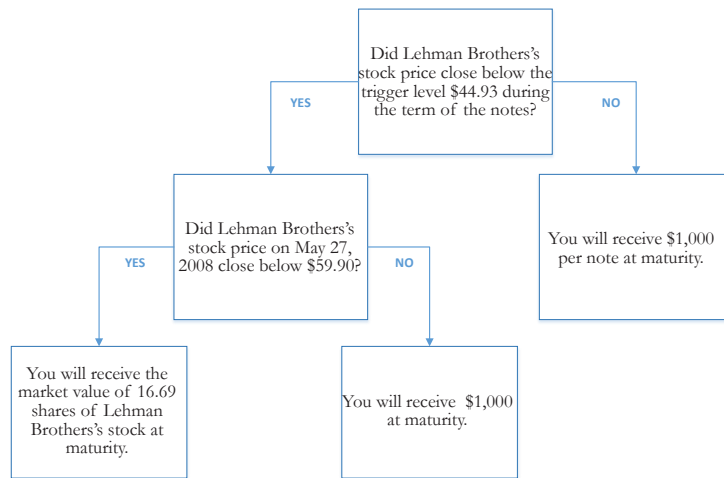 Did Lehman Brothers's
stock price close below the
trigger level $44.93 during
the term of the notes?
YES
NO
Did Lehman Brothers's
stock price on May 27,
2008 close below $59.90?
You will receive $1,000
per note at maturity.
YES
NO
You will receive the
market value of 16.69
shares of Lehman
Brothers's stock at
maturity.
You will receive $1,000
at maturity.